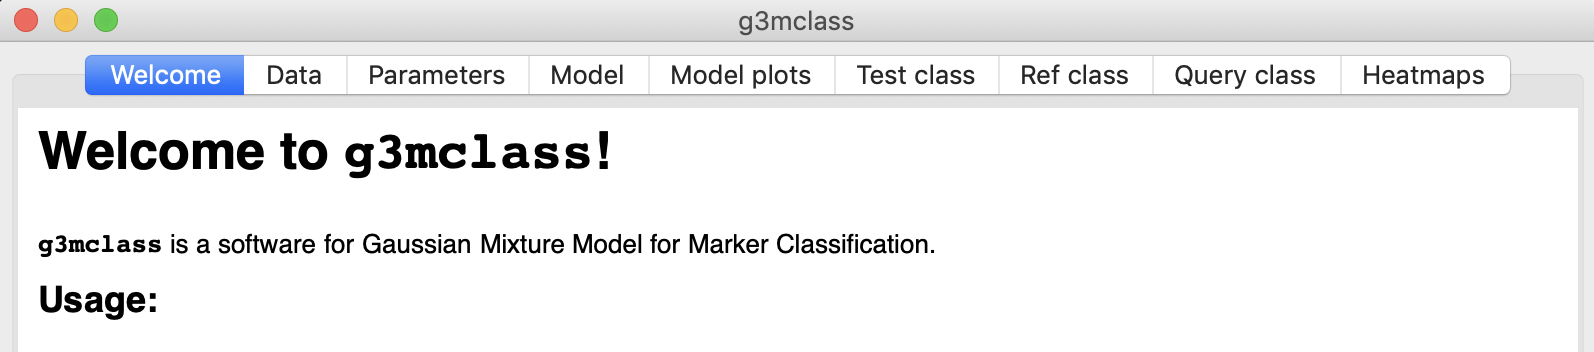 g3mclass
Welcome Data Parameters Model Model plots Test class Ref class Query class Heatmaps
Welcome to g3mclass!
g3mclass is a software for Gaussian Mixture Model for Marker Classification.
Usage: